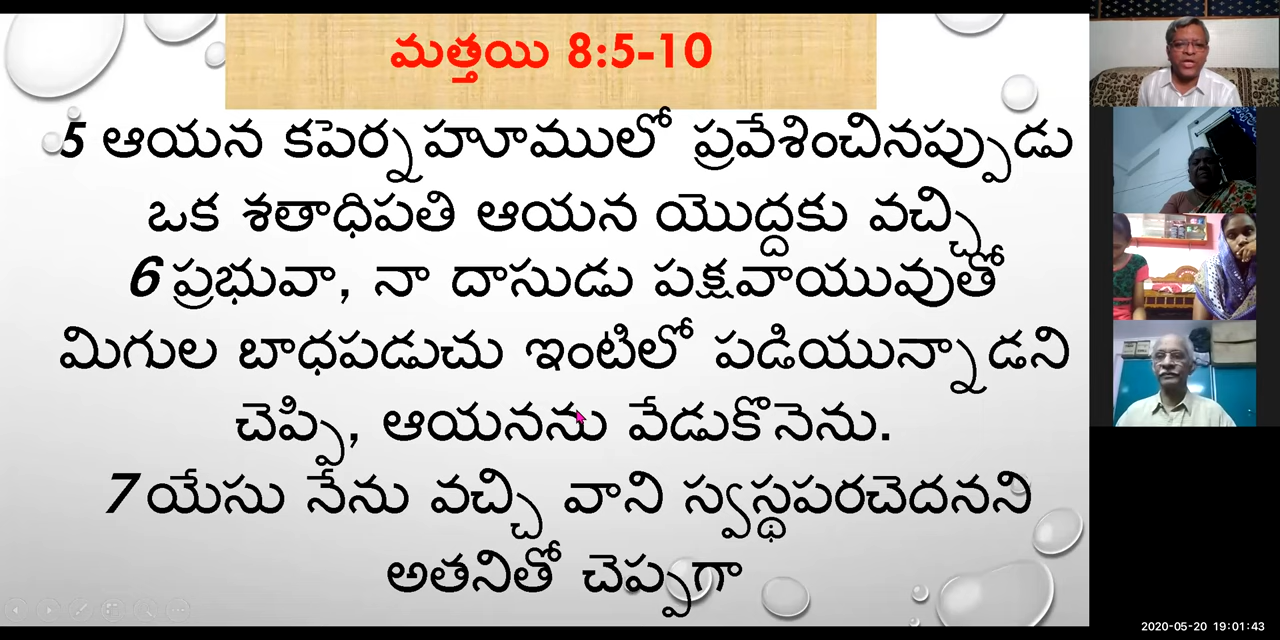 మత్తయి 8:5-10
5 ఆయన కపెర్నహూములో ప్రవేశించినప్పుడు
ఒక శతాధిపతి ఆయన యొద్దకు వచ్చి
6 ప్రభువా, నా దాసుడు పక్షవాయువుతో
మిగుల బాధపడుచు ఇంటిలో పడియున్నాడని
చెప్పి, ఆయనను వేడుకొనెను.
7 యేసు నేను వచ్చి వాని స్వస్థపరచెదనని
అతనితో చెప్పగా
2020-05-20 19:01:43